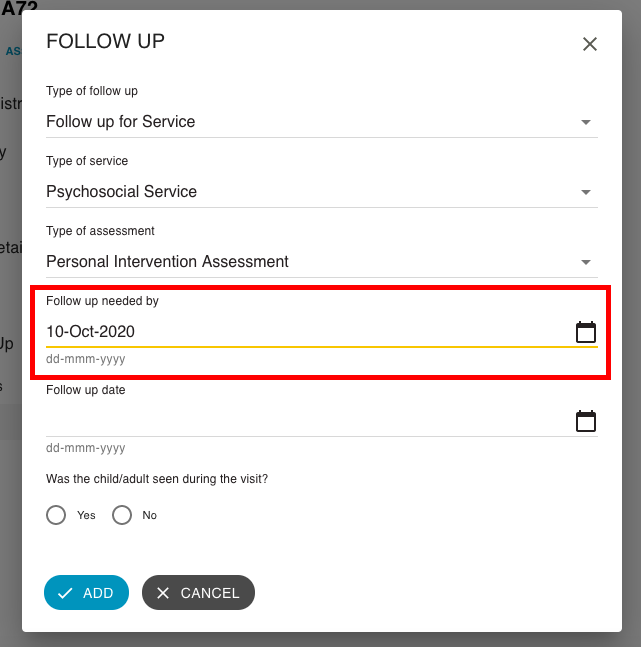 A72
FOLLOW UP
AS
Type of follow up
istr
Follow up for Service
y
Type of service
Psychosocial Service
Type of assessment
etai
Personal Intervention Assessment
Follow up needed by
10-Oct-2020
Up
dd-mmm-yyyy
s
Follow up date
dd-mmm-yyyy
Was the child/adult seen during the visit?
Yes No
ADD CANCEL